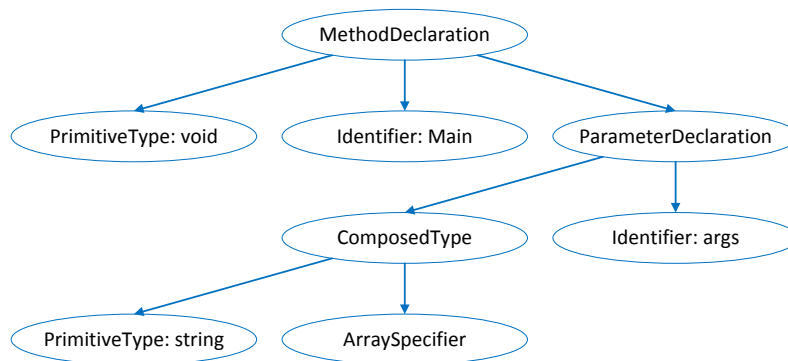 MethodDeclaration
PrimitiveType: void
Identifier: Main
ParameterDeclaration
ComposedType
Identifier: args
PrimitiveType: string
ArraySpecifier